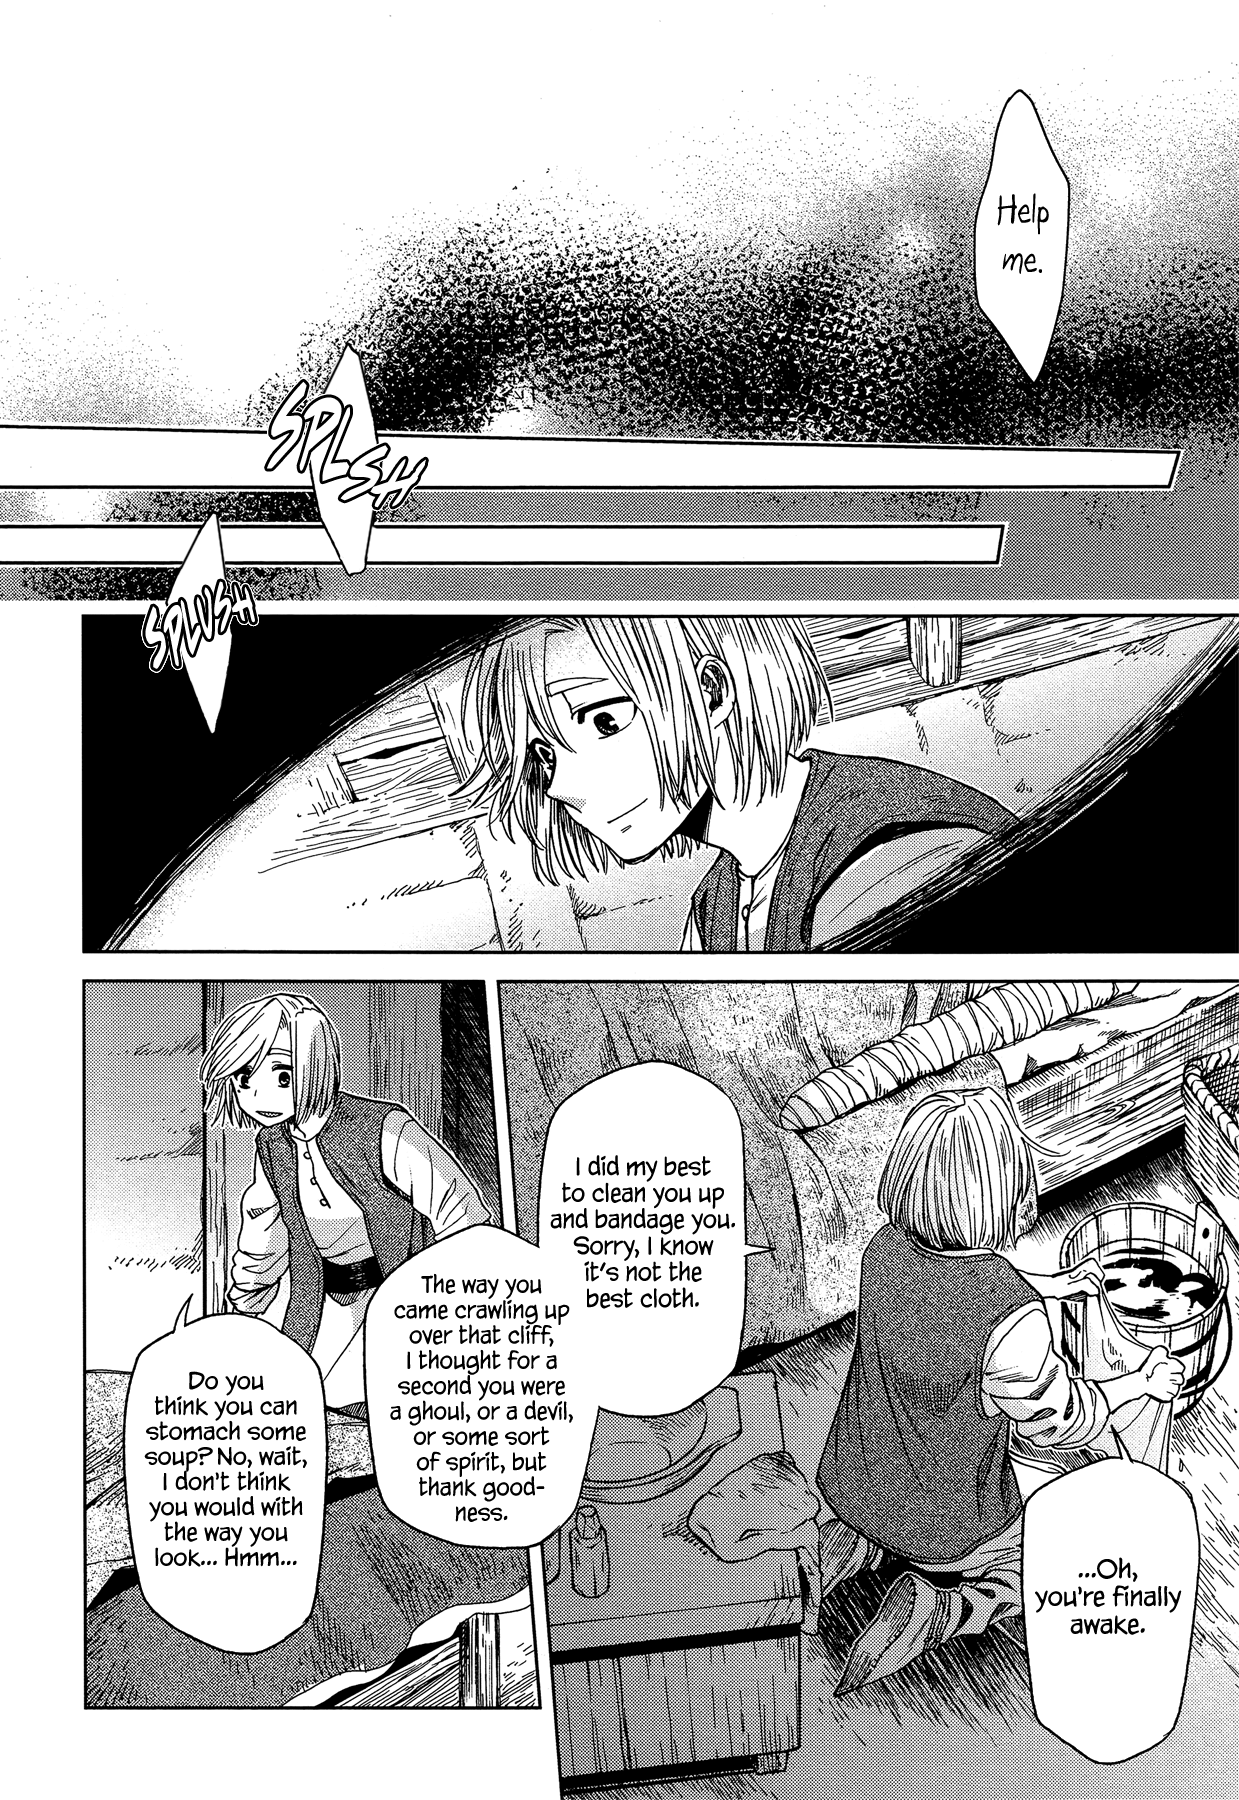 Help
me.
SPLSH
SPLUSH
...Oh,
you're finally
awake.
I did my best
to clean you up
and bandage you.
Sorry, I know
it's not the
best cloth.
The way you
came crawling up
over that cliff,
I thought for a
second you were
a ghoul, or a devil,
or some sort
of spirit, but
thank good-
ness.
Do you
think you can
stomach some
soup? No, wait,
I don't think
you would with
the way you
look... Hmm...